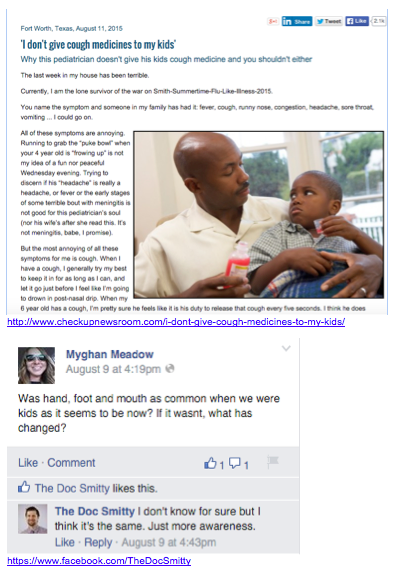 Fort Worth, Texas, August 11, 2015
Share Tweet Like 2.1k
'I don't give cough medicines to my kids'
Why this pediatrician doesn't give his kids cough medicine and you shouldn't either
The last week in my house has been terrible.
Currently, I am the lone survivor of the war on Smith-Summertime-Flu-Like-Illness-2015.
You name the symptom and someone in my family has had it: fever, cough, runny nose, congestion, headache, sore throat,
vomiting ... I could go on.
All of these symptoms are annoying.
Running to grab the "puke bowl" when
your 4 year old is "frowing up" is not
my idea of a fun nor peaceful
Wednesday evening. Trying to
discern if his "headache" is really a
headache, or fever or the early stages
of some terrible bout with meningitis is
not good for this pediatrician's soul
(nor his wife's after she read this. It's
not meningitis, babe, I promise).
But the most annoying of all these
symptoms for me is cough. When I
have a cough, I generally try my best
to keep it in for as long as I can, and
let it go just before I feel like I'm going
to drown in post-nasal drip. When my
6 year old has a cough, I'm pretty sure he feels like it is his duty to release that cough every five seconds. I think he does
http://www.checkupnewsroom.com/i-dont-give-cough-medicines-to-my-kids/
Myghan Meadow
August 9 at 4:19pm
Was hand, foot and mouth as common when we were
kids as it seems to be now? If it wasnt, what has
changed?
Like · Comment 1 1
The Doc Smitty likes this.
The Doc Smitty I don't know for sure but I
think it's the same. Just more awareness.
Like · Reply · August 9 at 4:43pm
https://www.facebook.com/TheDocSmitty